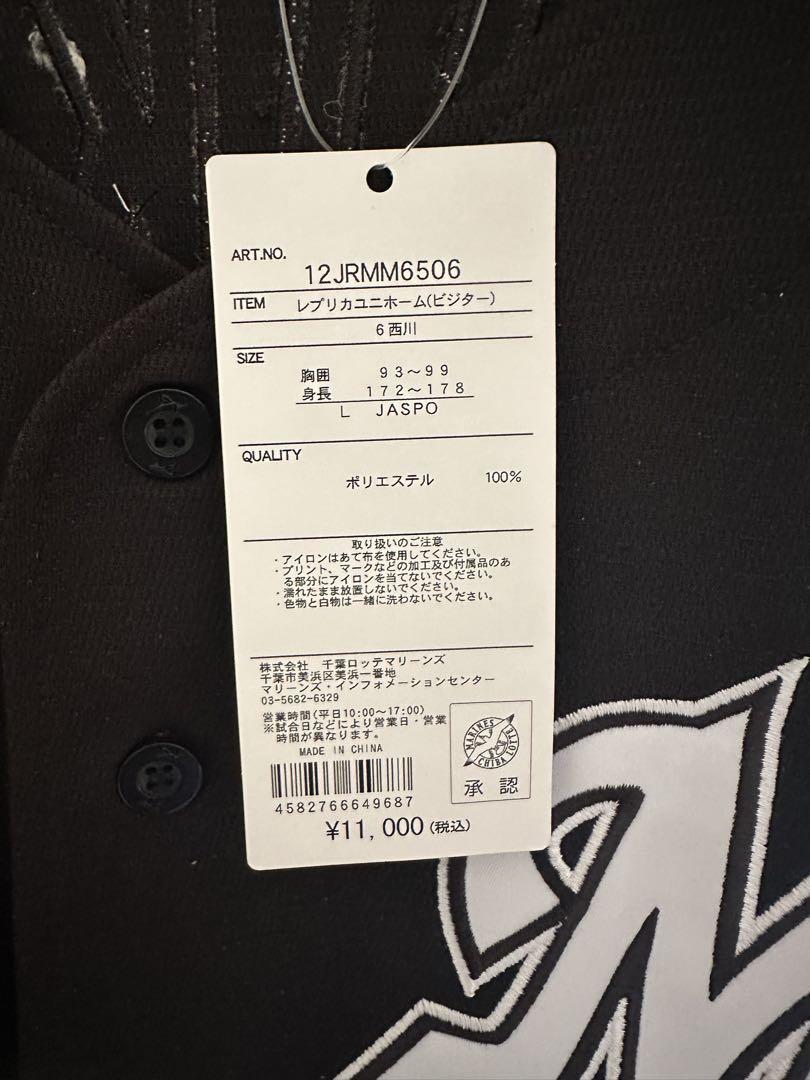 ART.NO.
12JRMM6506
ITEM レプリカユニホーム(ビジター)
6 西川
SIZE
胸囲 93～99
身長 172～178
L JASPO
QUALITY
ポリエステル 100%
取り扱いのご注意
・アイロンはあて布を使用してください。
・プリント、マークなどの加工及び付属品のあ
る部分にアイロンを当てないでください。
・濡れたまま放置しないでください。
・色物と白物は一緒に洗わないでください。
株式会社 千葉ロッテマリーンズ
千葉市美浜区美浜一番地
マリーンズ・インフォメーションセンター
03-5682-6329
営業時間(平日10:00～17:00)
※試合日などにより営業日・営業
時間が異なります。
MADE IN CHINA
4582766649687
¥11,000(税込)
MARINES
LOTTE
CHIBA
承認